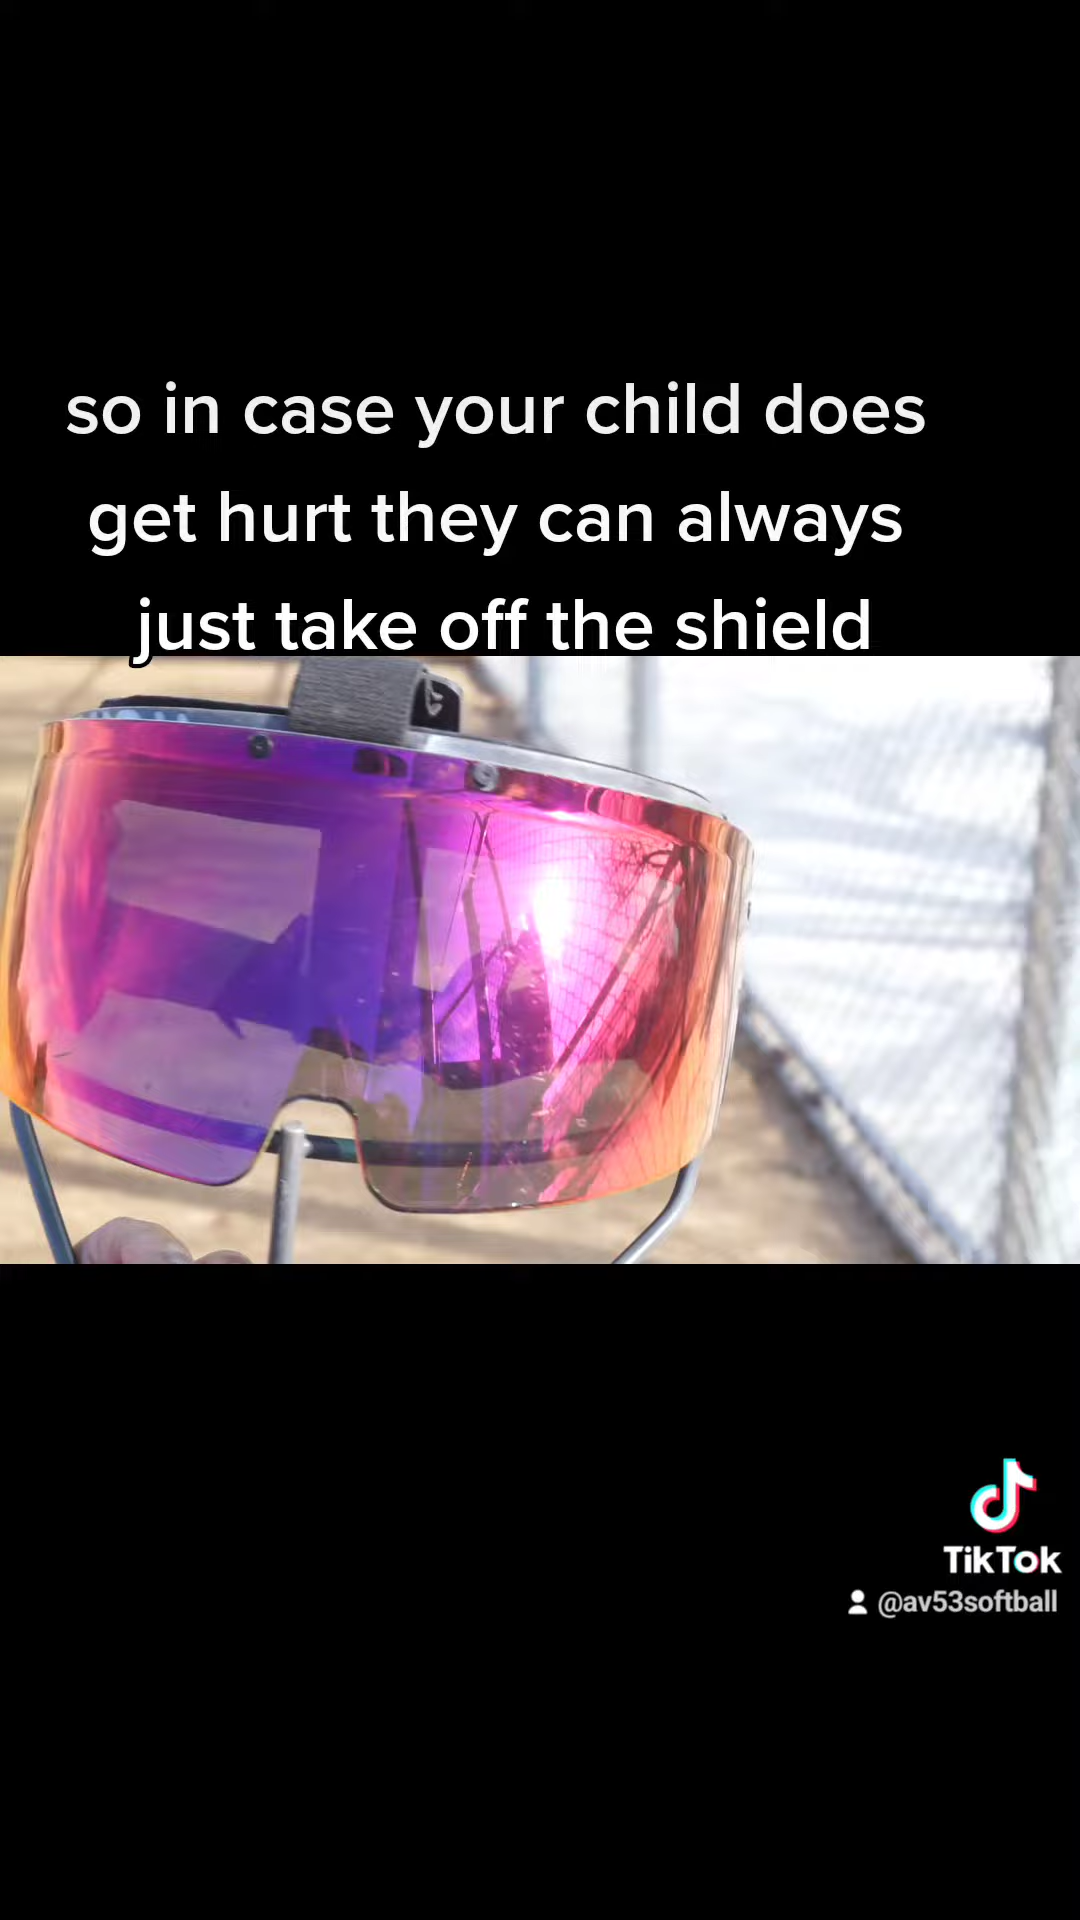 so in case your child does
get hurt they can always
just take off the shield
TikTok
@av53softball